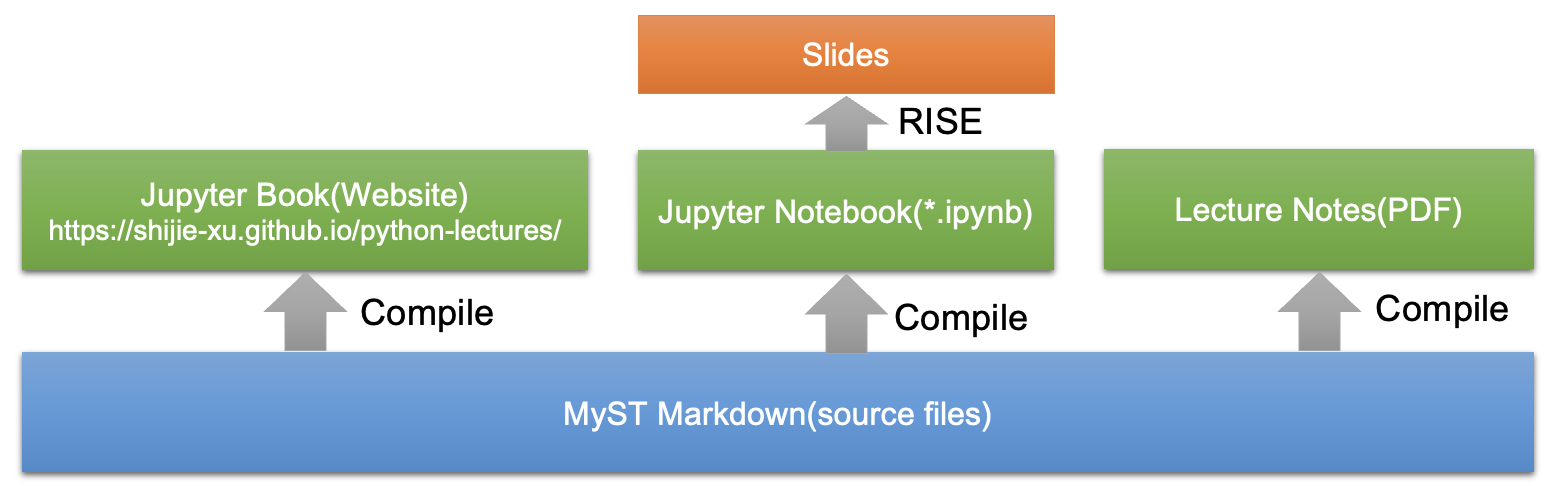 Slides
RISE
Jupyter Book(Website)
https://shijie-xu.github.io/python-lectures/
Jupyter Notebook(*.ipynb)
Lecture Notes(PDF)
Compile
Compile
Compile
MyST Markdown(source files)